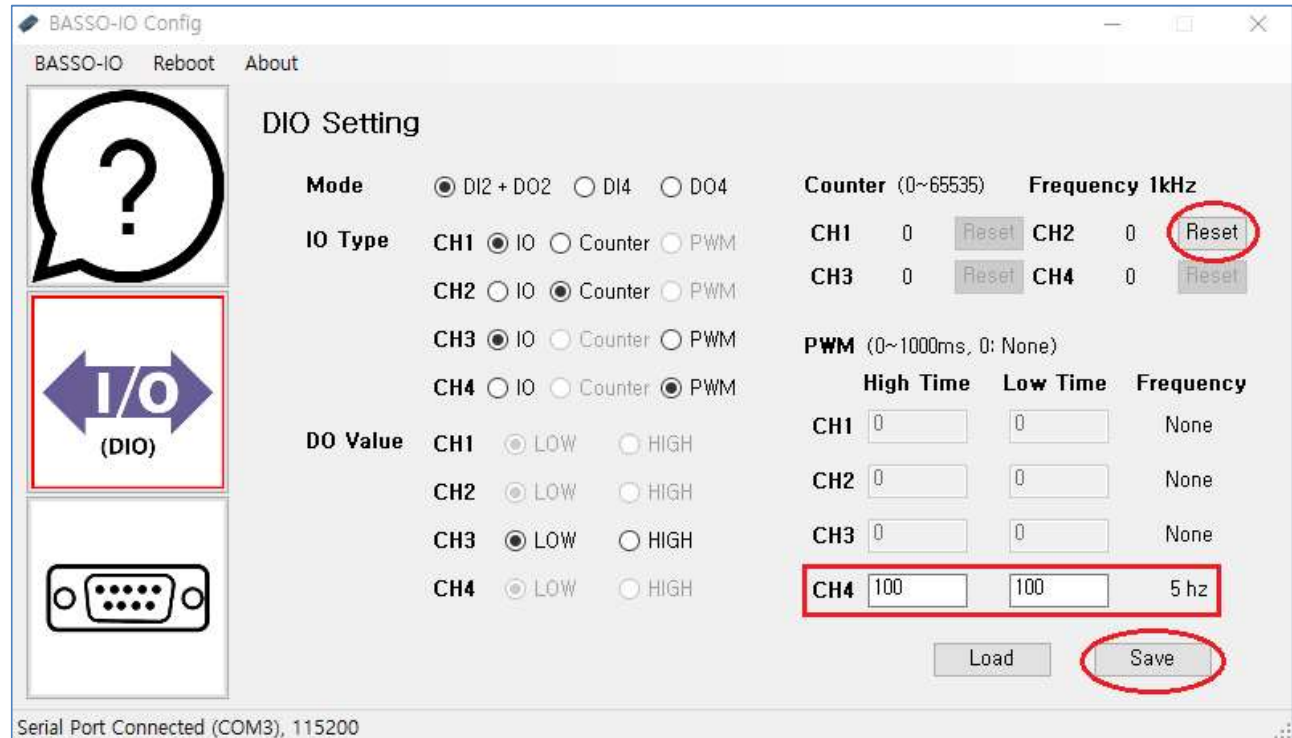 BASSO-IO Config
BASSO-IO Reboot About
?
I/O
(DIO)
DIO Setting
Mode DI2 + DO2 DI4 DO4
IO Type CH1 IO Counter PWM
CH2 IO Counter PWM
CH3 IO Counter PWM
CH4 IO Counter PWM
DO Value CH1 LOW HIGH
CH2 LOW HIGH
CH3 LOW HIGH
CH4 LOW HIGH
Counter (0~65535) Frequency 1kHz
CH1 0 Reset CH2 0 Reset
CH3 0 Reset CH4 0 Reset
PWM (0~1000ms, 0: None)
High Time Low Time Frequency
CH1 0 0 None
CH2 0 0 None
CH3 0 0 None
CH4 100 100 5 hz
Load Save
Serial Port Connected (COM3), 115200